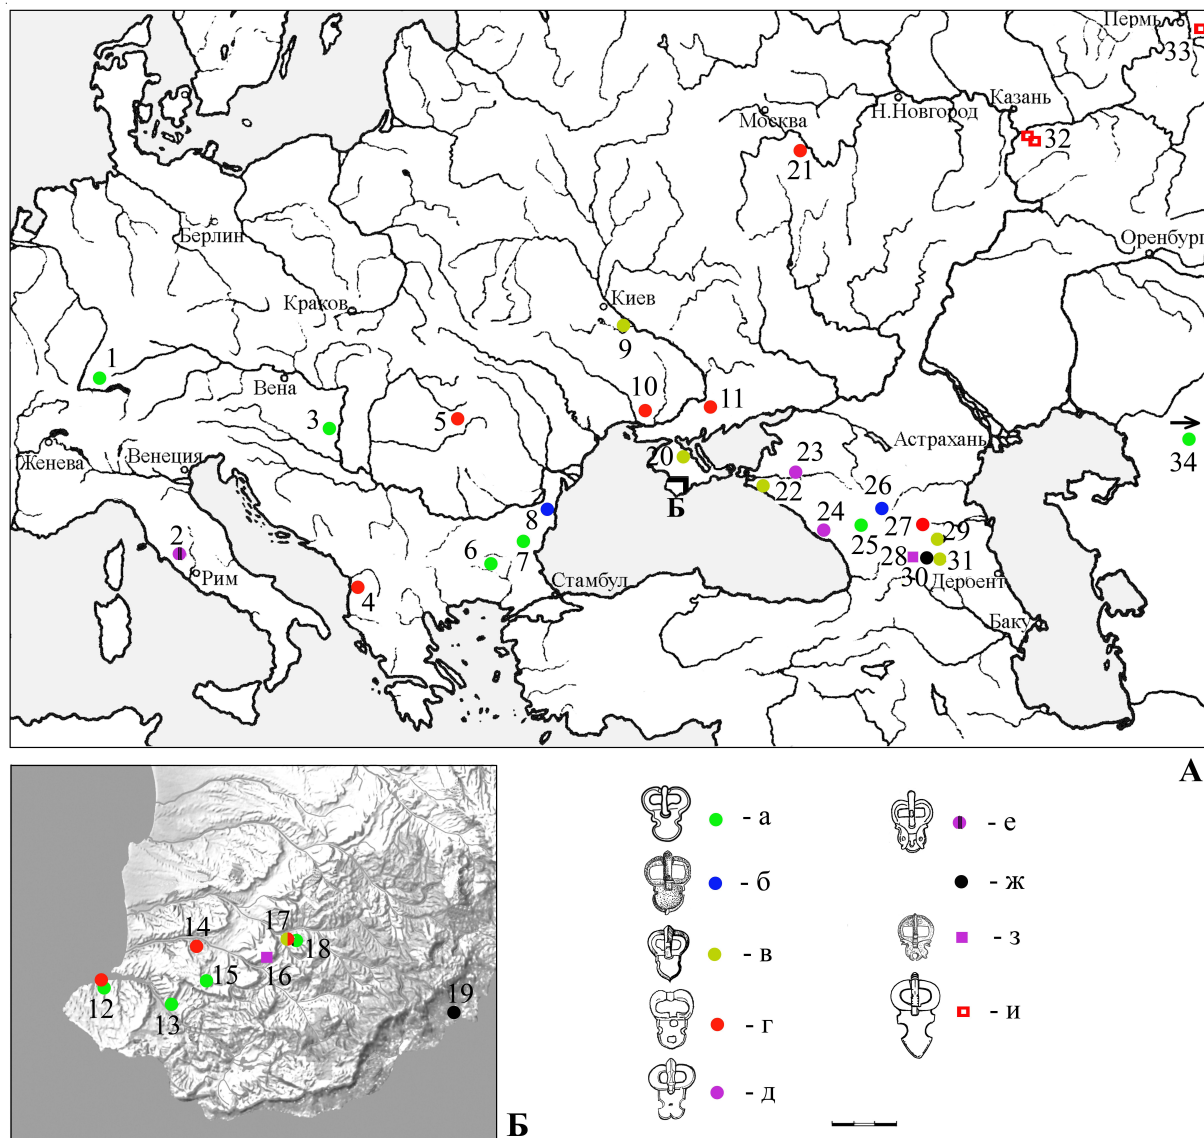 Пермь
33
Казань
Н.Новгород
Москва
32
21
Берлин
Оренбург
Киев
Краков
9
1
Вена
10
11
3
5
Астрахань
34
Женева
Венеция
20
23
22
26
Б
8
24
2
27
29
6
7
25
28
31
Рим
30
Деробент
Стамбул
4
Баку
А
- а
- е
- б
- ж
17
14
18
- в
- з
16
15
12
19
13
- г
- и
- д
Б